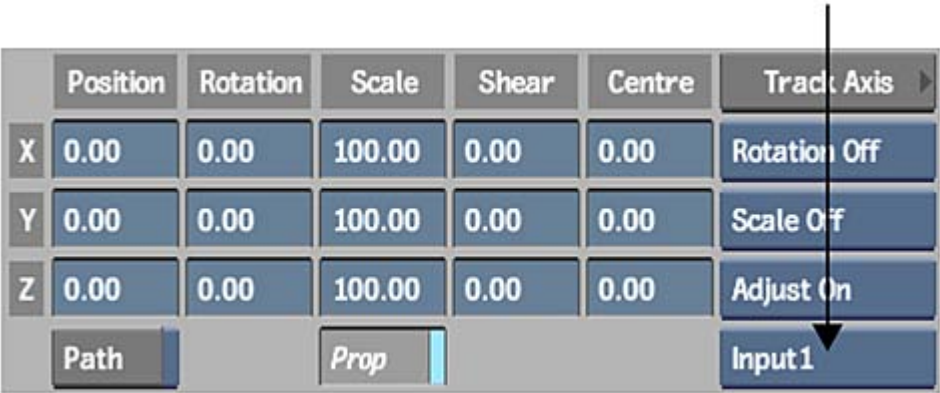 Position Rotation Scale Shear Centre Track Axis
X 0.00 0.00 100.00 0.00 0.00 Rotation Off
Y 0.00 0.00 100.00 0.00 0.00 Scale Off
Z 0.00 0.00 100.00 0.00 0.00 Adjust On
Path Prop Input1